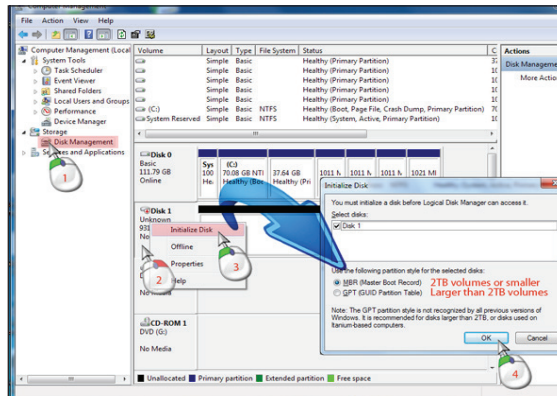 Computer Management
File Action View Help
Computer Management (Local
System Tools
Task Scheduler
Event Viewer
Shared Folders
Local Users and Groups
Performance
Device Manager
Storage
Disk Management
Services and Applications
1
Volume Layout Type File System Status C
Simple Basic Healthy (Primary Partition)
Simple Basic Healthy (Primary Partition)
Simple Basic Healthy (Primary Partition)
Simple Basic Healthy (Primary Partition)
Simple Basic Healthy (Primary Partition)
(C:) Simple Basic NTFS Healthy (Boot, Page File, Crash Dump, Primary Partition)
System Reserved Simple Basic NTFS Healthy (System, Active, Primary Partition)
Actions
Disk Manageme
More Actio
Disk 0
Basic
111.79 GB
Online
Sys
100
He
(C:)
70.08 GB NTI
Healthy (Boo
37.64 GB
Healthy (Pri
1011 M
1011 M
1011 M
1021 MI
Disk 1
Unknown
931
No
Initialize Disk
Offline
Properties
Help
2
3
No Media
CD-ROM 1
DVD (G:)
No Media
Unallocated Primary partition Extended partition Free space
Initialize Disk
You must initialize a disk before Logical Disk Manager can access it.
Select disks:
Disk 1
Use the following partition style for the selected disks:
MBR (Master Boot Record) 2TB volumes or smaller
GPT (GUID Partition Table) Larger than 2TB volumes
Note: The GPT partition style is not recognized by all previous versions of
Windows. It is recommended for disks larger than 2TB, or disks used on
Itanium-based computers.
OK Cancel
4